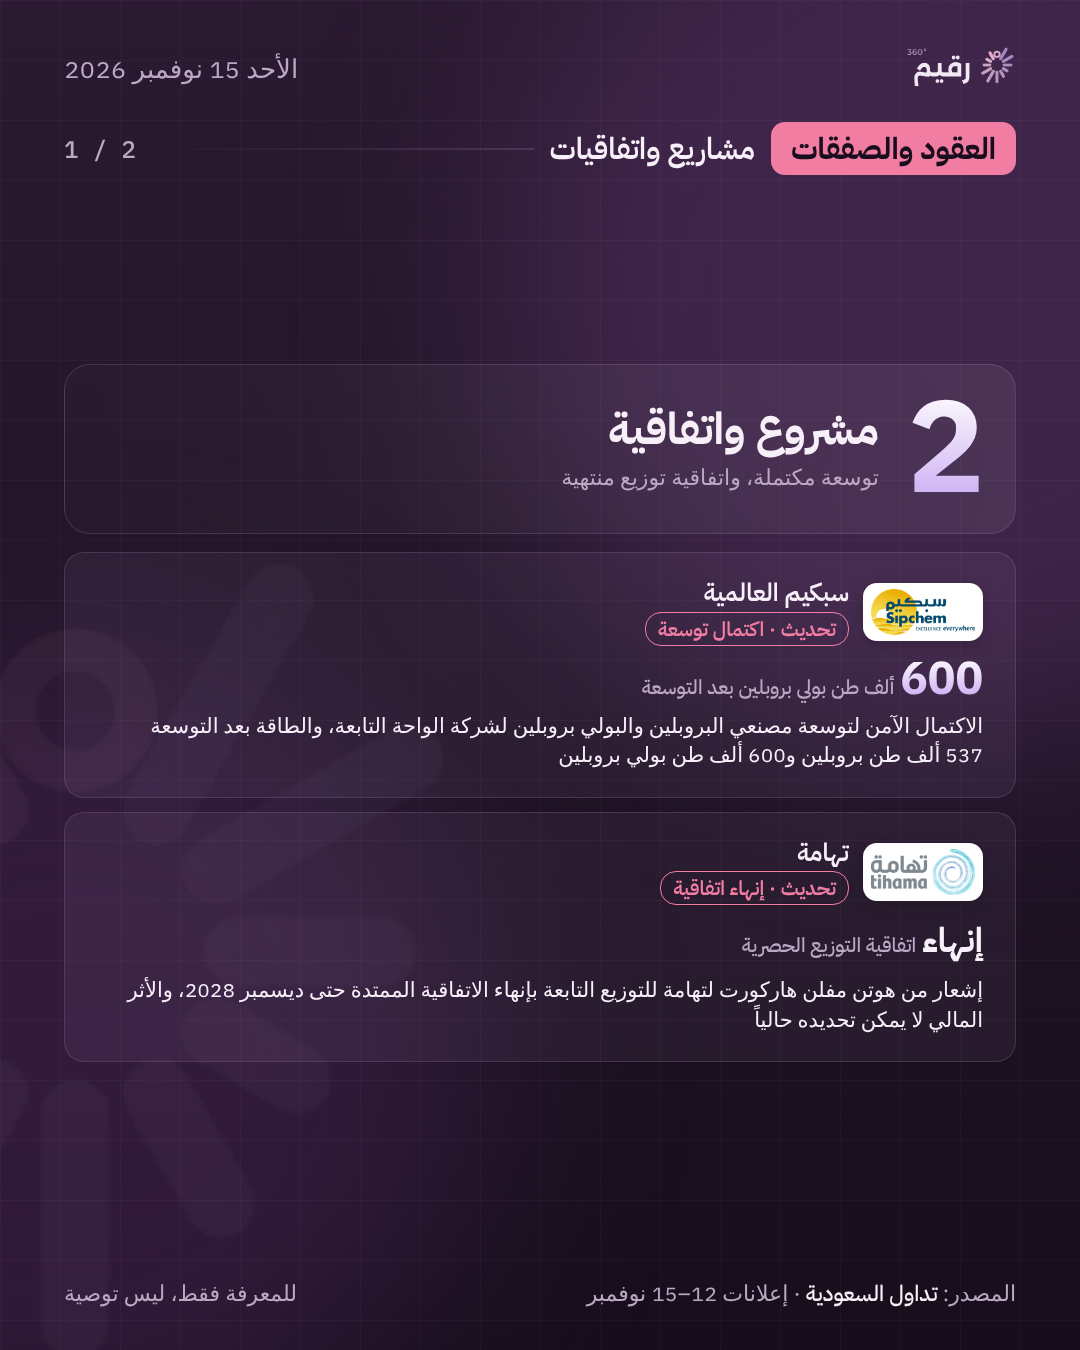 رقيم
360°
الأحد 15 نوفمبر 2026
العقود والصفقات
مشاريع واتفاقيات
1 / 2
2
مشروع واتفاقية
توسعة مكتملة، واتفاقية توزيع منتهية
سبكيم
Sipchem
EXCELLENCE everywhere
سبكيم العالمية
تحديث · اكتمال توسعة
600 ألف طن بولي بروبلين بعد التوسعة
الاكتمال الآمن لتوسعة مصنعي البروبلين والبولي بروبلين لشركة الواحة التابعة، والطاقة بعد التوسعة
537 ألف طن بروبلين و600 ألف طن بولي بروبلين
تهامة
tihama
تهامة
تحديث · إنهاء اتفاقية
إنهاء اتفاقية التوزيع الحصرية
إشعار من هوتن مفلن هاركورت لتهامة للتوزيع التابعة بإنهاء الاتفاقية الممتدة حتى ديسمبر 2028، والأثر
المالي لا يمكن تحديده حالياً
المصدر: تداول السعودية · إعلانات 12–15 نوفمبر
للمعرفة فقط، ليس توصية